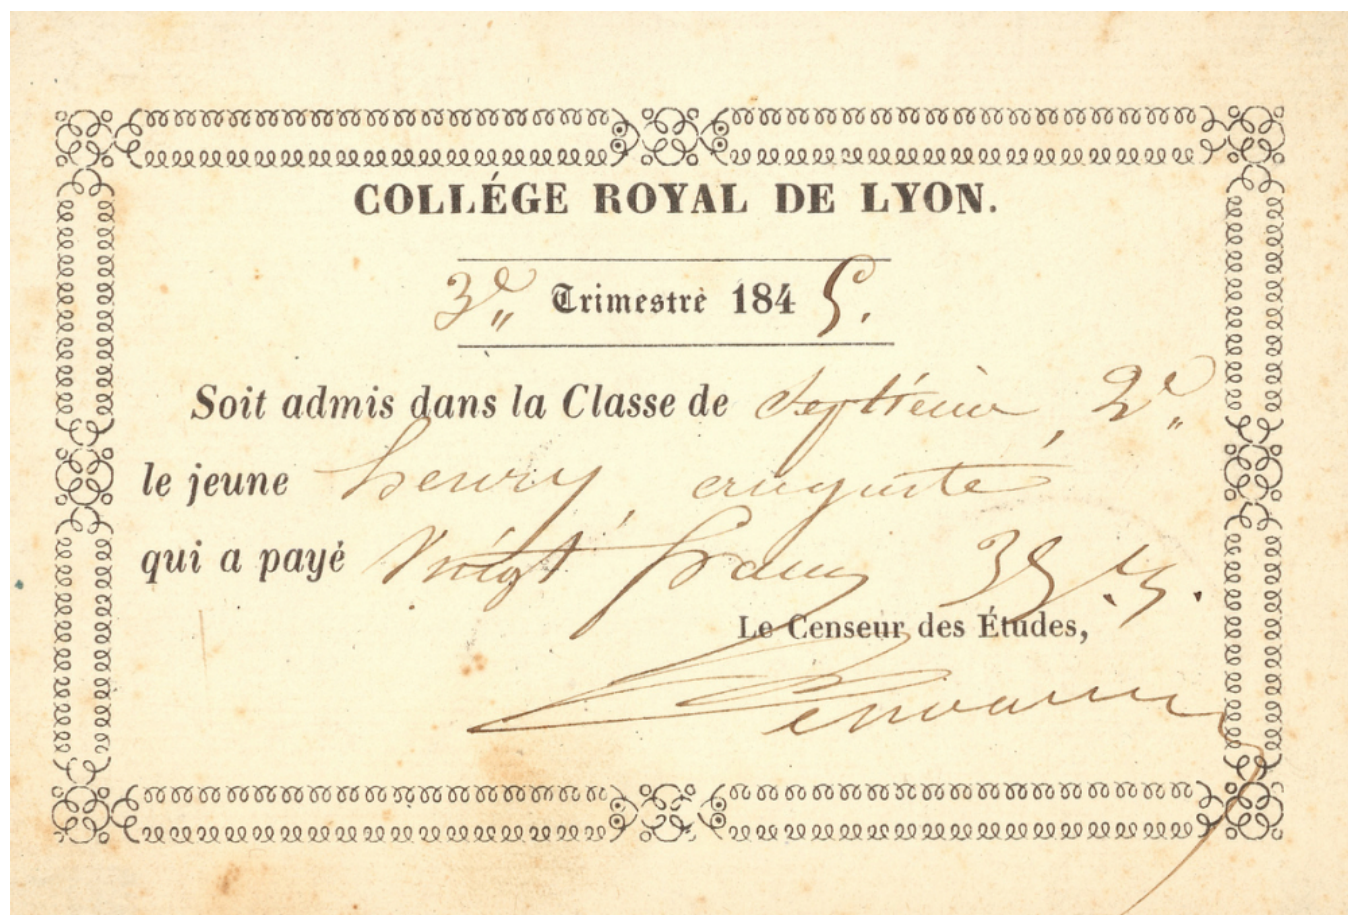 COLLÉGE ROYAL DE LYON.
3e Trimestre 1845.
Soit admis dans la Classe de Septième, 2e
le jeune henry auguste
qui a payé Vingt francs 35 c.
Le Censeur des Études,